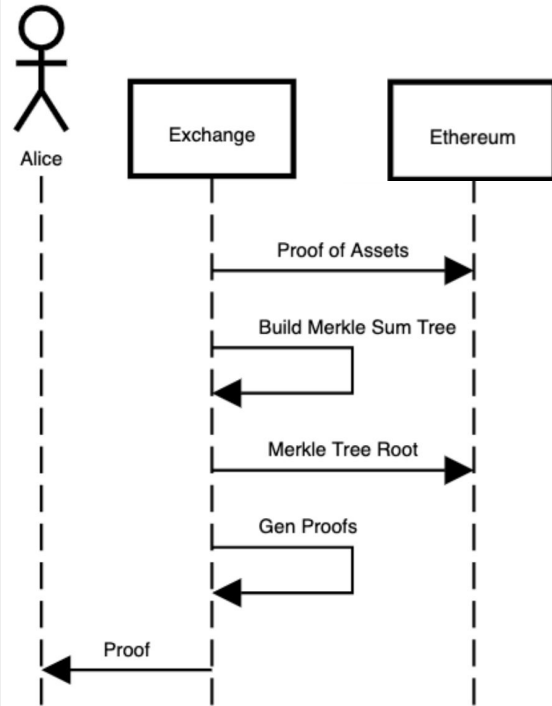 Alice
Exchange
Ethereum
Proof of Assets
Build Merkle Sum Tree
Merkle Tree Root
Gen Proofs
Proof